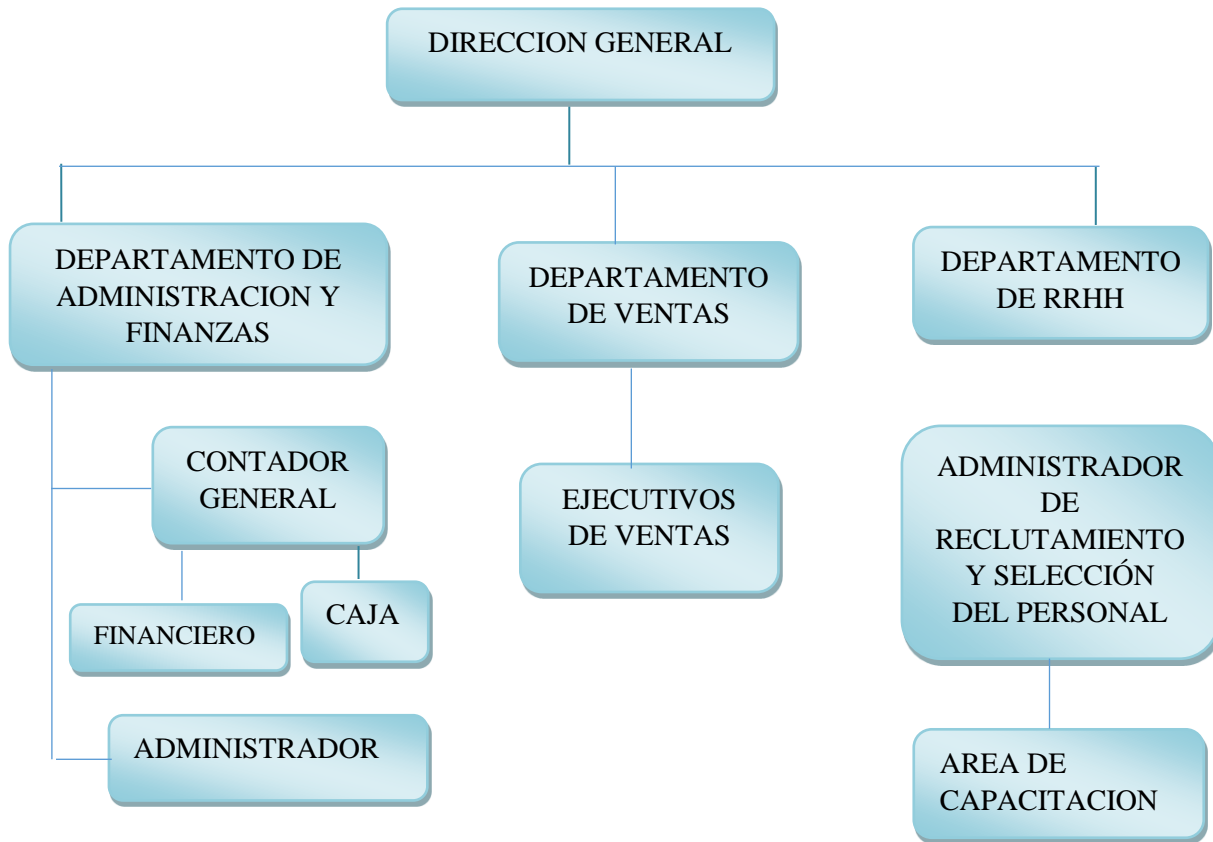 DIRECCION GENERAL
DEPARTAMENTO DE
ADMINISTRACION Y
FINANZAS
DEPARTAMENTO
DE VENTAS
DEPARTAMENTO
DE RRHH
CONTADOR
GENERAL
FINANCIERO
CAJA
ADMINISTRADOR
EJECUTIVOS
DE VENTAS
ADMINISTRADOR
DE
RECLUTAMIENTO
Y SELECCIÓN
DEL PERSONAL
AREA DE
CAPACITACION